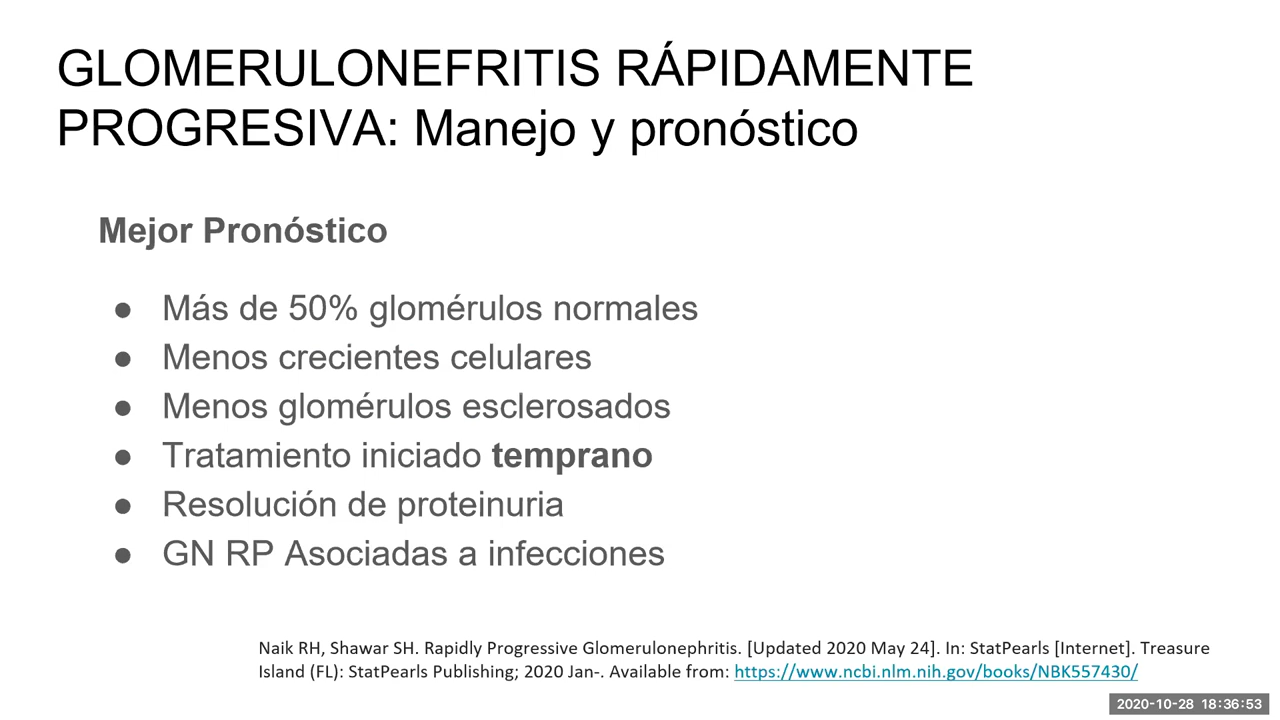 GLOMERULONEFRITIS RÁPIDAMENTE
PROGRESIVA: Manejo y pronóstico
Mejor Pronóstico
● Más de 50% glomérulos normales
● Menos crecientes celulares
● Menos glomérulos esclerosados
● Tratamiento iniciado temprano
● Resolución de proteinuria
● GN RP Asociadas a infecciones
Naik RH, Shawar SH. Rapidly Progressive Glomerulonephritis. [Updated 2020 May 24]. In: StatPearls [Internet]. Treasure
Island (FL): StatPearls Publishing; 2020 Jan-. Available from: https://www.ncbi.nlm.nih.gov/books/NBK557430/
2020-10-28 18:36:53